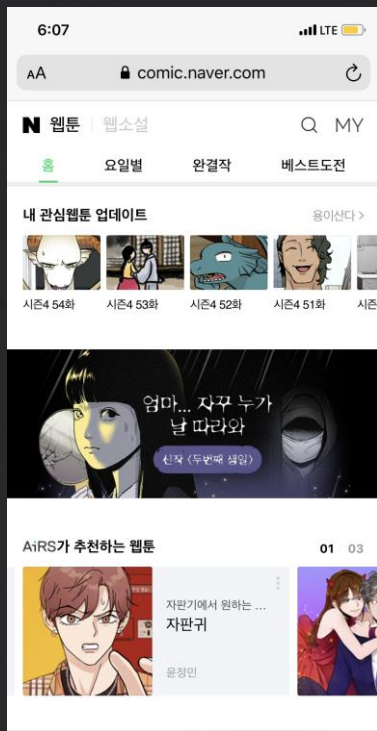 6:07 LTE
AA comic.naver.com
N 웹툰 웹소설 MY
홈 요일별 완결작 베스트도전
내 관심웹툰 업데이트 용이산다 >
시즌4 54화 시즌4 53화 시즌4 52화 시즌4 51화 시즌
엄마... 자꾸 누가
날 따라와
신작 <두번째 생일>
AiRS가 추천하는 웹툰 01 03
자판기에서 원하는 ...
자판귀
윤정민